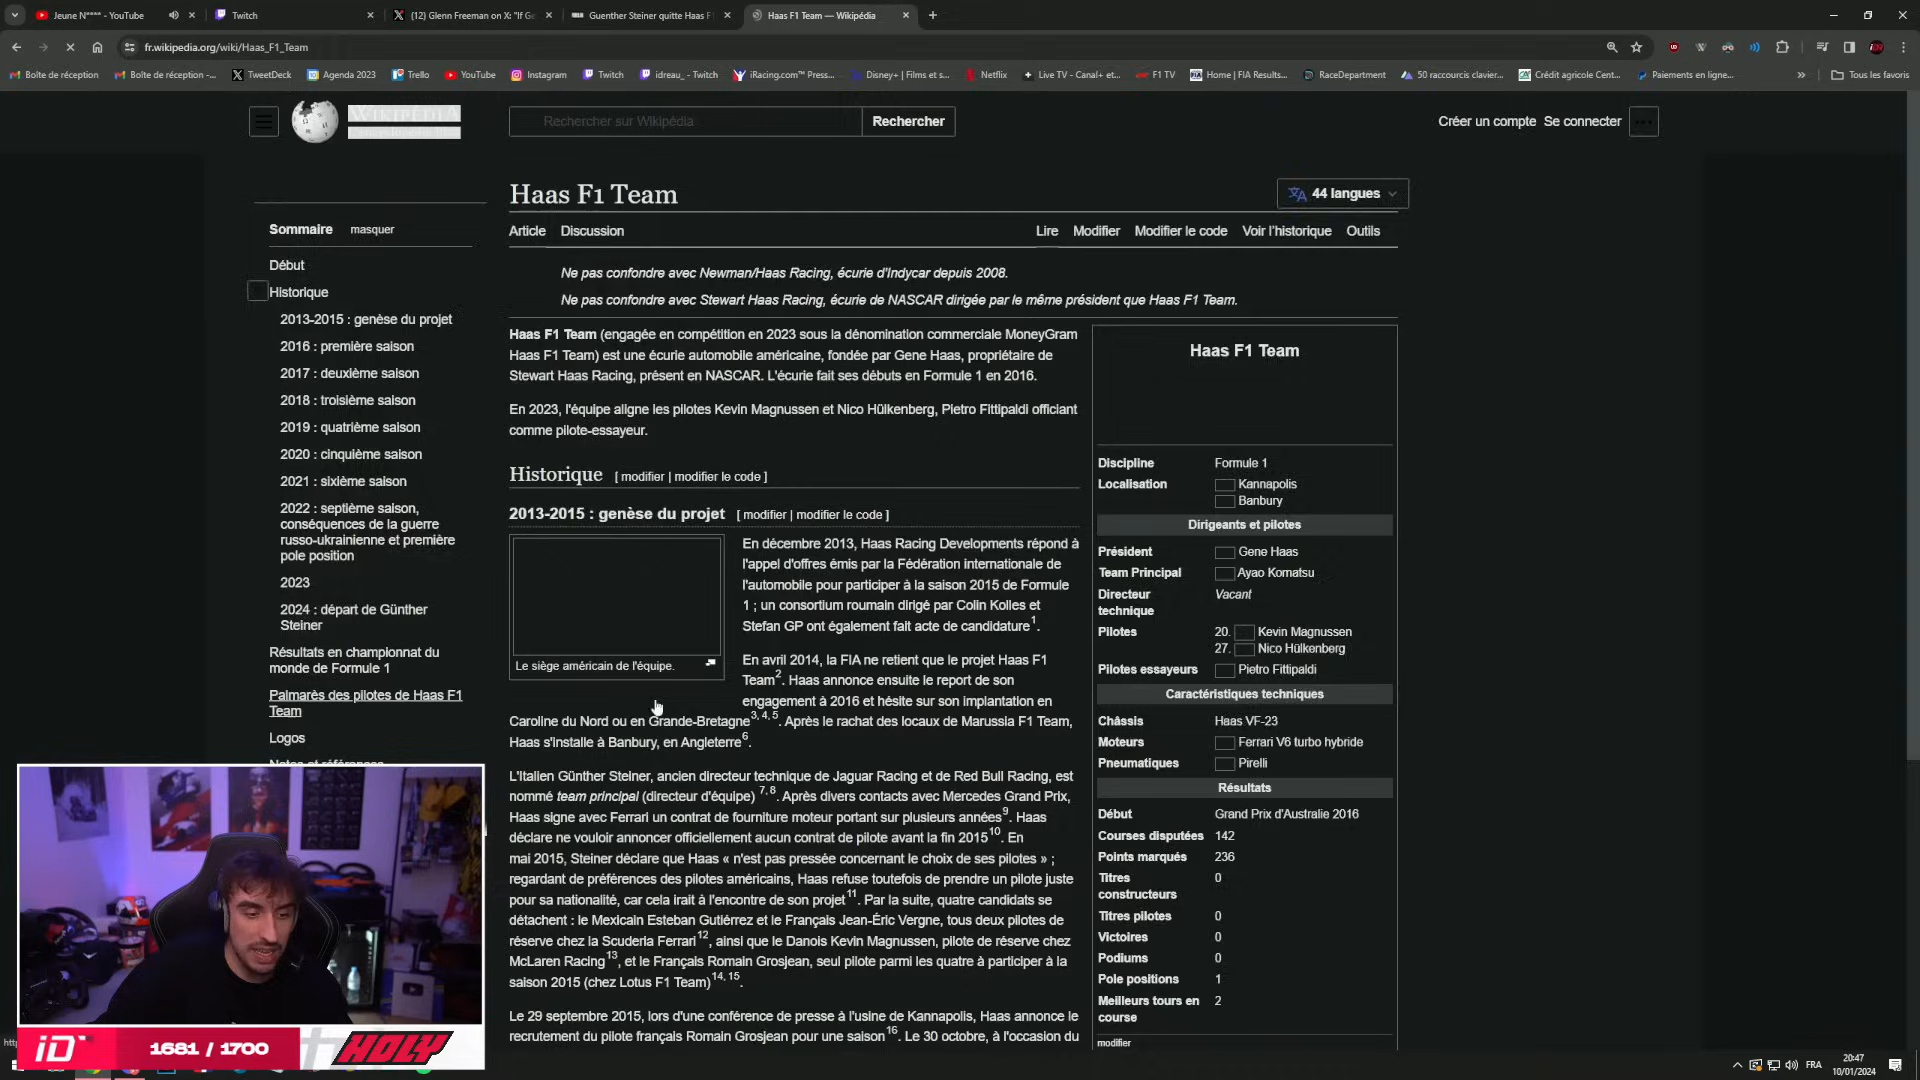 Jeune N**** - YouTube
Twitch
(12) Glenn Freeman on X: "If Ge
Guenther Steiner quitte Haas F
Haas F1 Team — Wikipédia
fr.wikipedia.org/wiki/Haas_F1_Team
Boîte de réception
Boîte de réception -...
TweetDeck
Agenda 2023
Trello
YouTube
Instagram
Twitch
idreau_ - Twitch
iRacing.com™ Press...
Disney+ | Films et s...
Netflix
Live TV - Canal+ et...
F1 TV
Home | FIA Results...
RaceDepartment
50 raccourcis clavier...
Crédit agricole Cent...
Paiements en ligne...
Tous les favoris
WIKIPÉDIA
Rechercher sur Wikipédia
Rechercher
Créer un compte
Se connecter
Haas F1 Team
44 langues
Article
Discussion
Lire
Modifier
Modifier le code
Voir l'historique
Outils
Sommaire
masquer
Début
Historique
2013-2015 : genèse du projet
2016 : première saison
2017 : deuxième saison
2018 : troisième saison
2019 : quatrième saison
2020 : cinquième saison
2021 : sixième saison
2022 : septième saison,
conséquences de la guerre
russo-ukrainienne et première
pole position
2023
2024 : départ de Günther
Steiner
Résultats en championnat du
monde de Formule 1
Palmarès des pilotes de Haas F1
Team
Logos
Notes et références
Ne pas confondre avec Newman/Haas Racing, écurie d'Indycar depuis 2008.
Ne pas confondre avec Stewart Haas Racing, écurie de NASCAR dirigée par le même président que Haas F1 Team.
Haas F1 Team (engagée en compétition en 2023 sous la dénomination commerciale MoneyGram
Haas F1 Team) est une écurie automobile américaine, fondée par Gene Haas, propriétaire de
Stewart Haas Racing, présent en NASCAR. L'écurie fait ses débuts en Formule 1 en 2016.
En 2023, l'équipe aligne les pilotes Kevin Magnussen et Nico Hülkenberg, Pietro Fittipaldi officiant
comme pilote-essayeur.
Historique [ modifier | modifier le code ]
2013-2015 : genèse du projet [ modifier | modifier le code ]
Le siège américain de l'équipe.
En décembre 2013, Haas Racing Developments répond à
l'appel d'offres émis par la Fédération internationale de
l'automobile pour participer à la saison 2015 de Formule
1 ; un consortium roumain dirigé par Colin Kolles et
Stefan GP ont également fait acte de candidature1.
En avril 2014, la FIA ne retient que le projet Haas F1
Team2. Haas annonce ensuite le report de son
engagement à 2016 et hésite sur son implantation en
Caroline du Nord ou en Grande-Bretagne3, 4, 5. Après le rachat des locaux de Marussia F1 Team,
Haas s'installe à Banbury, en Angleterre6.
L'Italien Günther Steiner, ancien directeur technique de Jaguar Racing et de Red Bull Racing, est
nommé team principal (directeur d'équipe) 7, 8. Après divers contacts avec Mercedes Grand Prix,
Haas signe avec Ferrari un contrat de fourniture moteur portant sur plusieurs années9. Haas
déclare ne vouloir annoncer officiellement aucun contrat de pilote avant la fin 201510. En
mai 2015, Steiner déclare que Haas « n'est pas pressée concernant le choix de ses pilotes » ;
regardant de préférences des pilotes américains, Haas refuse toutefois de prendre un pilote juste
pour sa nationalité, car cela irait à l'encontre de son projet11. Par la suite, quatre candidats se
détachent : le Mexicain Esteban Gutiérrez et le Français Jean-Éric Vergne, tous deux pilotes de
réserve chez la Scuderia Ferrari12, ainsi que le Danois Kevin Magnussen, pilote de réserve chez
McLaren Racing13, et le Français Romain Grosjean, seul pilote parmi les quatre à participer à la
saison 2015 (chez Lotus F1 Team)14, 15.
Le 29 septembre 2015, lors d'une conférence de presse à l'usine de Kannapolis, Haas annonce le
recrutement du pilote français Romain Grosjean pour une saison16. Le 30 octobre, à l'occasion du
Haas F1 Team
Discipline Formule 1
Localisation Kannapolis
Banbury
Dirigeants et pilotes
Président Gene Haas
Team Principal Ayao Komatsu
Directeur Vacant
technique
Pilotes 20. Kevin Magnussen
27. Nico Hülkenberg
Pilotes essayeurs Pietro Fittipaldi
Caractéristiques techniques
Châssis Haas VF-23
Moteurs Ferrari V6 turbo hybride
Pneumatiques Pirelli
Résultats
Début Grand Prix d'Australie 2016
Courses disputées 142
Points marqués 236
Titres 0
constructeurs
Titres pilotes 0
Victoires 0
Podiums 0
Pole positions 1
Meilleurs tours en 2
course
modifier
iD
1681 / 1700
HOLY
FRA
20:47
10/01/2024